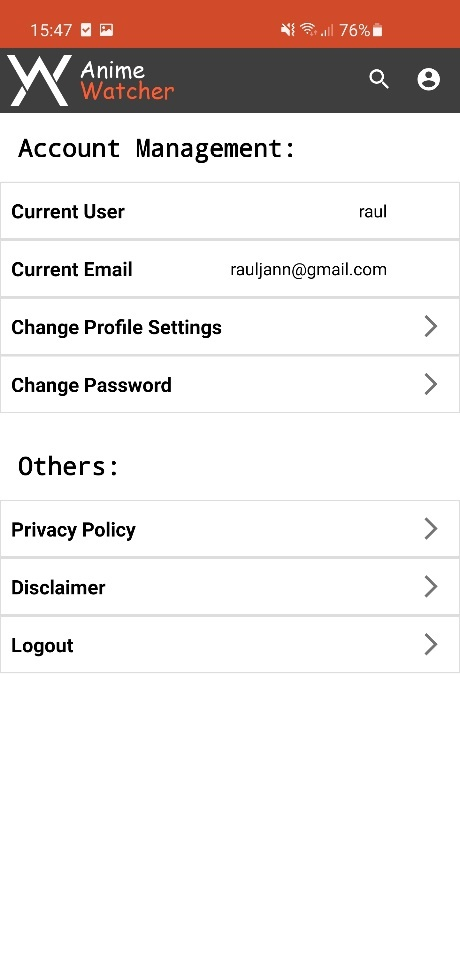 15:47 76%
Anime
Watcher
Account Management:
Current User raul
Current Email rauljann@gmail.com
Change Profile Settings
Change Password
Others:
Privacy Policy
Disclaimer
Logout